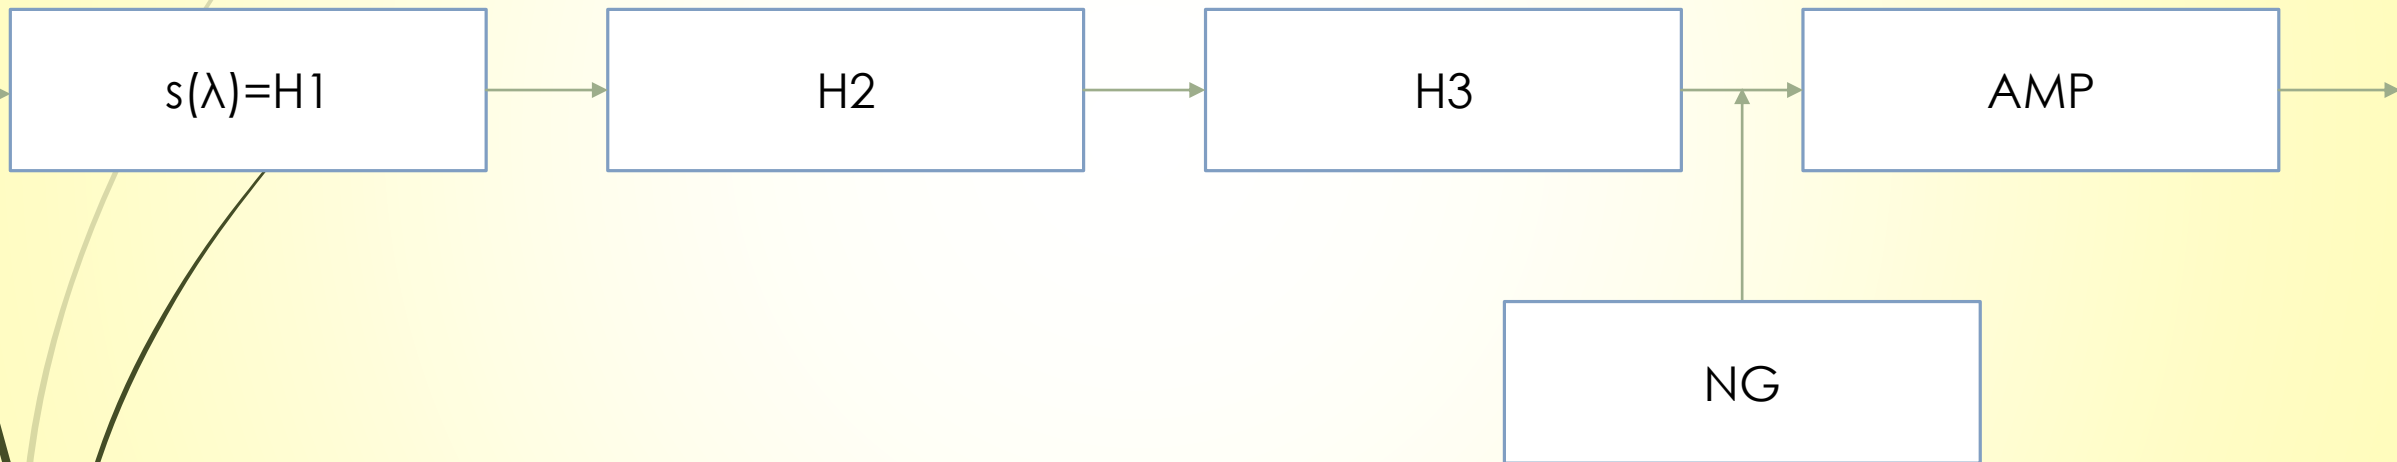 s(λ)=H1
H2
H3
AMP
NG